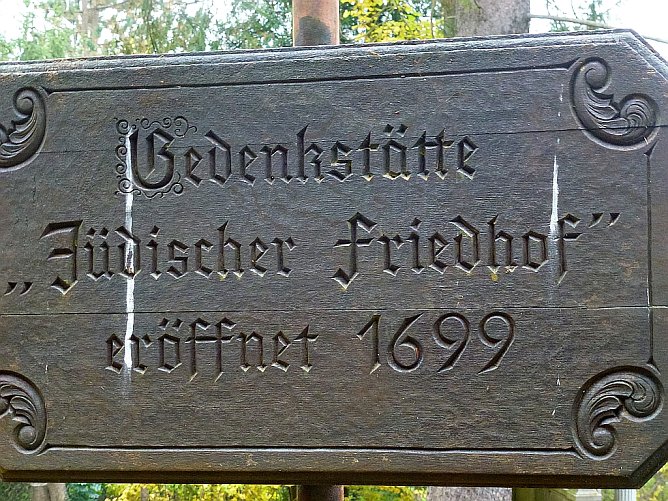 Gedenkstätte
„Jüdischer Friedhof”
eröffnet 1699